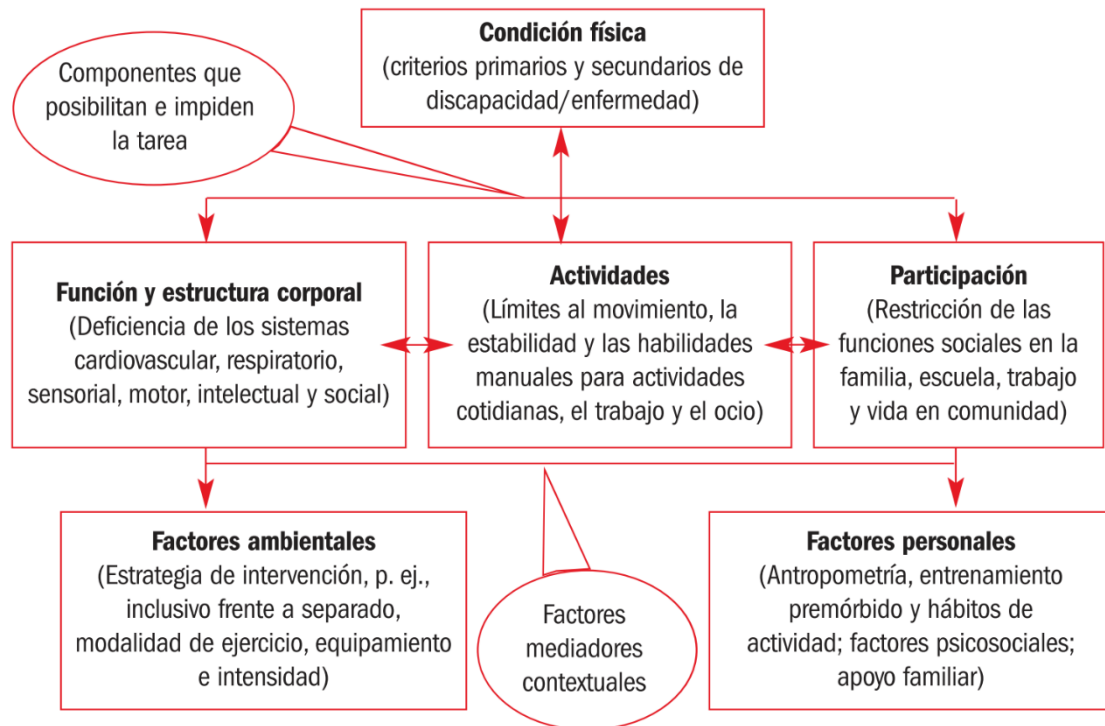 Condición física
(criterios primarios y secundarios de
discapacidad/enfermedad)
Componentes que
posibilitan e impiden
la tarea
Función y estructura corporal
(Deficiencia de los sistemas
cardiovascular, respiratorio,
sensorial, motor, intelectual y social)
Actividades
(Límites al movimiento, la
estabilidad y las habilidades
manuales para actividades
cotidianas, el trabajo y el ocio)
Participación
(Restricción de las
funciones sociales en la
familia, escuela, trabajo
y vida en comunidad)
Factores ambientales
(Estrategia de intervención, p. ej.,
inclusivo frente a separado,
modalidad de ejercicio, equipamiento
e intensidad)
Factores
mediadores
contextuales
Factores personales
(Antropometría, entrenamiento
premórbido y hábitos de
actividad; factores psicosociales;
apoyo familiar)